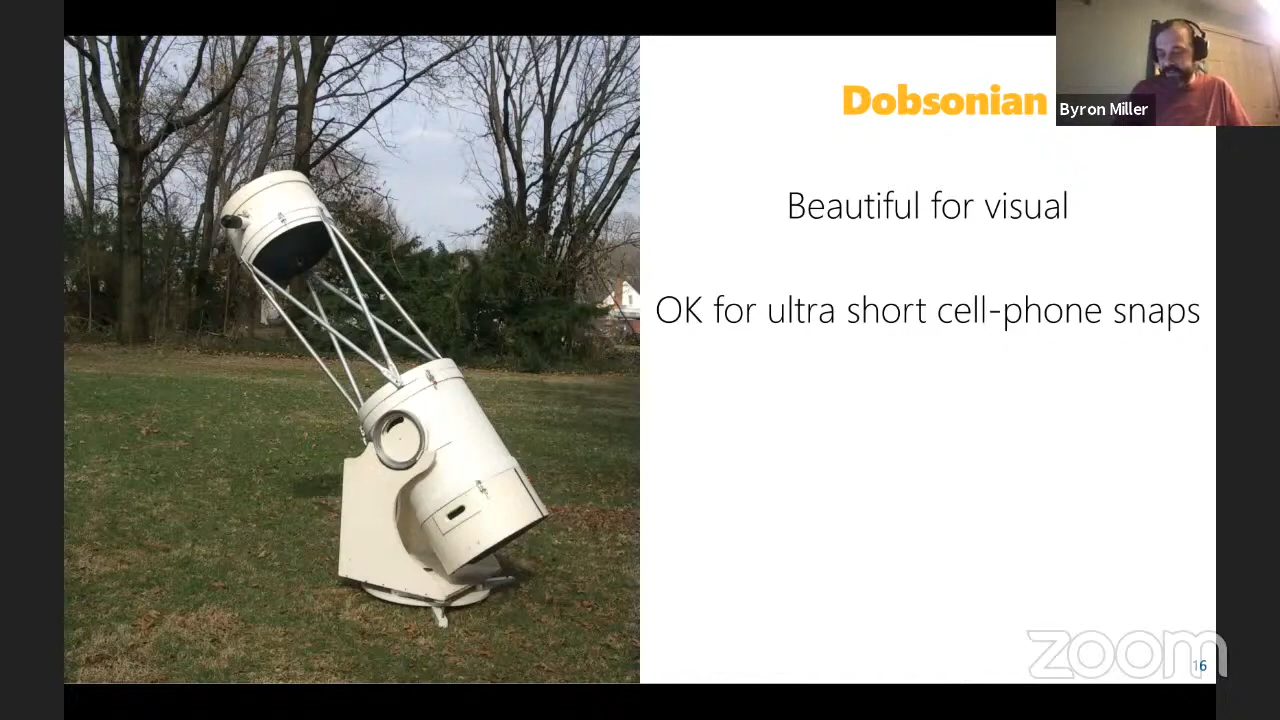 Dobsonian
Byron Miller
Beautiful for visual
OK for ultra short cell-phone snaps
zoom
16